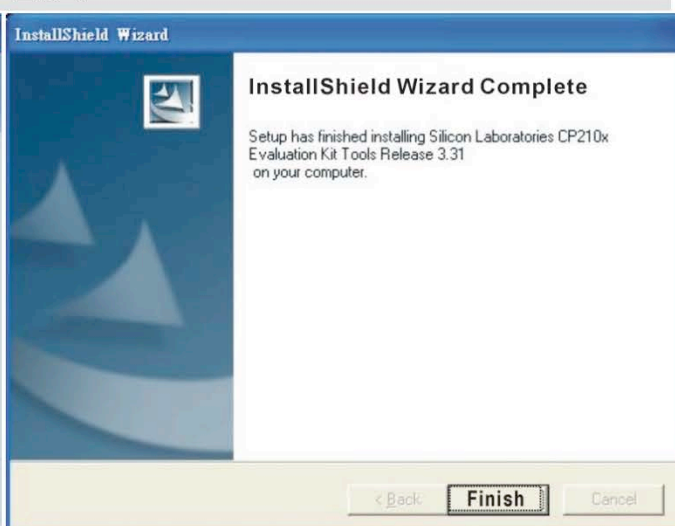 InstallShield Wizard
InstallShield Wizard Complete
Setup has finished installing Silicon Laboratories CP210x
Evaluation Kit Tools Release 3.31
on your computer.
< Back
Finish
Cancel